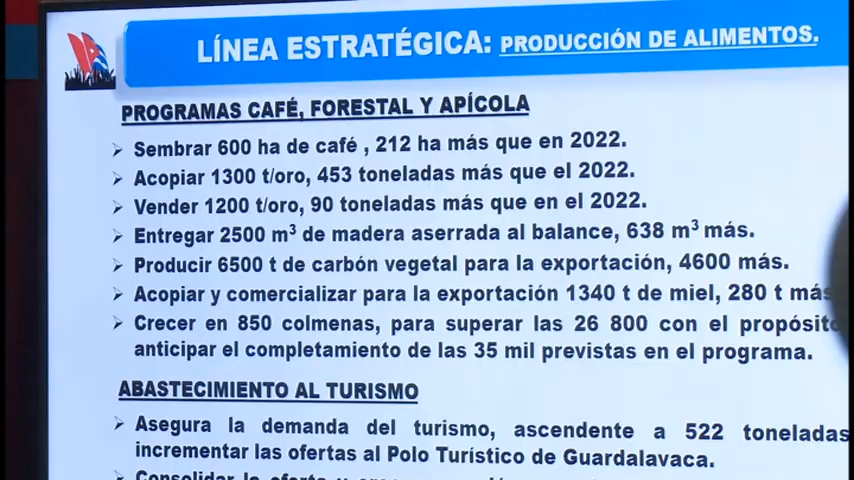 LÍNEA ESTRATÉGICA: PRODUCCIÓN DE ALIMENTOS.
PROGRAMAS CAFÉ, FORESTAL Y APÍCOLA
➢ Sembrar 600 ha de café , 212 ha más que en 2022.
➢ Acopiar 1300 t/oro, 453 toneladas más que el 2022.
➢ Vender 1200 t/oro, 90 toneladas más que en el 2022.
➢ Entregar 2500 m³ de madera aserrada al balance, 638 m³ más.
➢ Producir 6500 t de carbón vegetal para la exportación, 4600 más.
➢ Acopiar y comercializar para la exportación 1340 t de miel, 280 t más
➢ Crecer en 850 colmenas, para superar las 26 800 con el propósito
anticipar el completamiento de las 35 mil previstas en el programa.
ABASTECIMIENTO AL TURISMO
➢ Asegura la demanda del turismo, ascendente a 522 toneladas
incrementar las ofertas al Polo Turístico de Guardalavaca.
➢ Consolidar la oferta